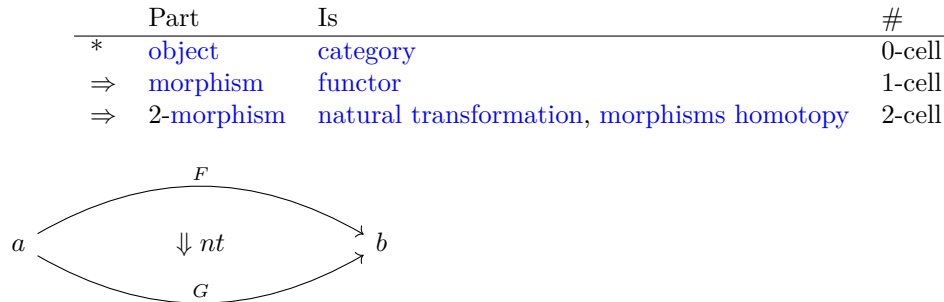 Part Is #
* object category 0-cell
⇒ morphism functor 1-cell
⇒ 2-morphism natural transformation, morphisms homotopy 2-cell
F
a ⇓ nt b
G